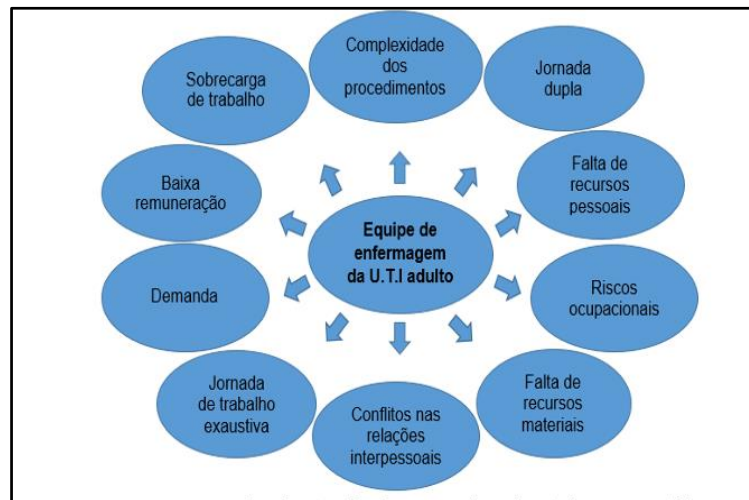 Complexidade
dos
procedimentos
Jornada
dupla
Sobrecarga
de trabalho
Falta de
recursos
pessoais
Baixa
remuneração
Equipe de
enfermagem
da U.T.I adulto
Demanda
Riscos
ocupacionais
Jornada
de trabalho
exaustiva
Conflitos nas
relações
interpessoais
Falta de
recursos
materiais